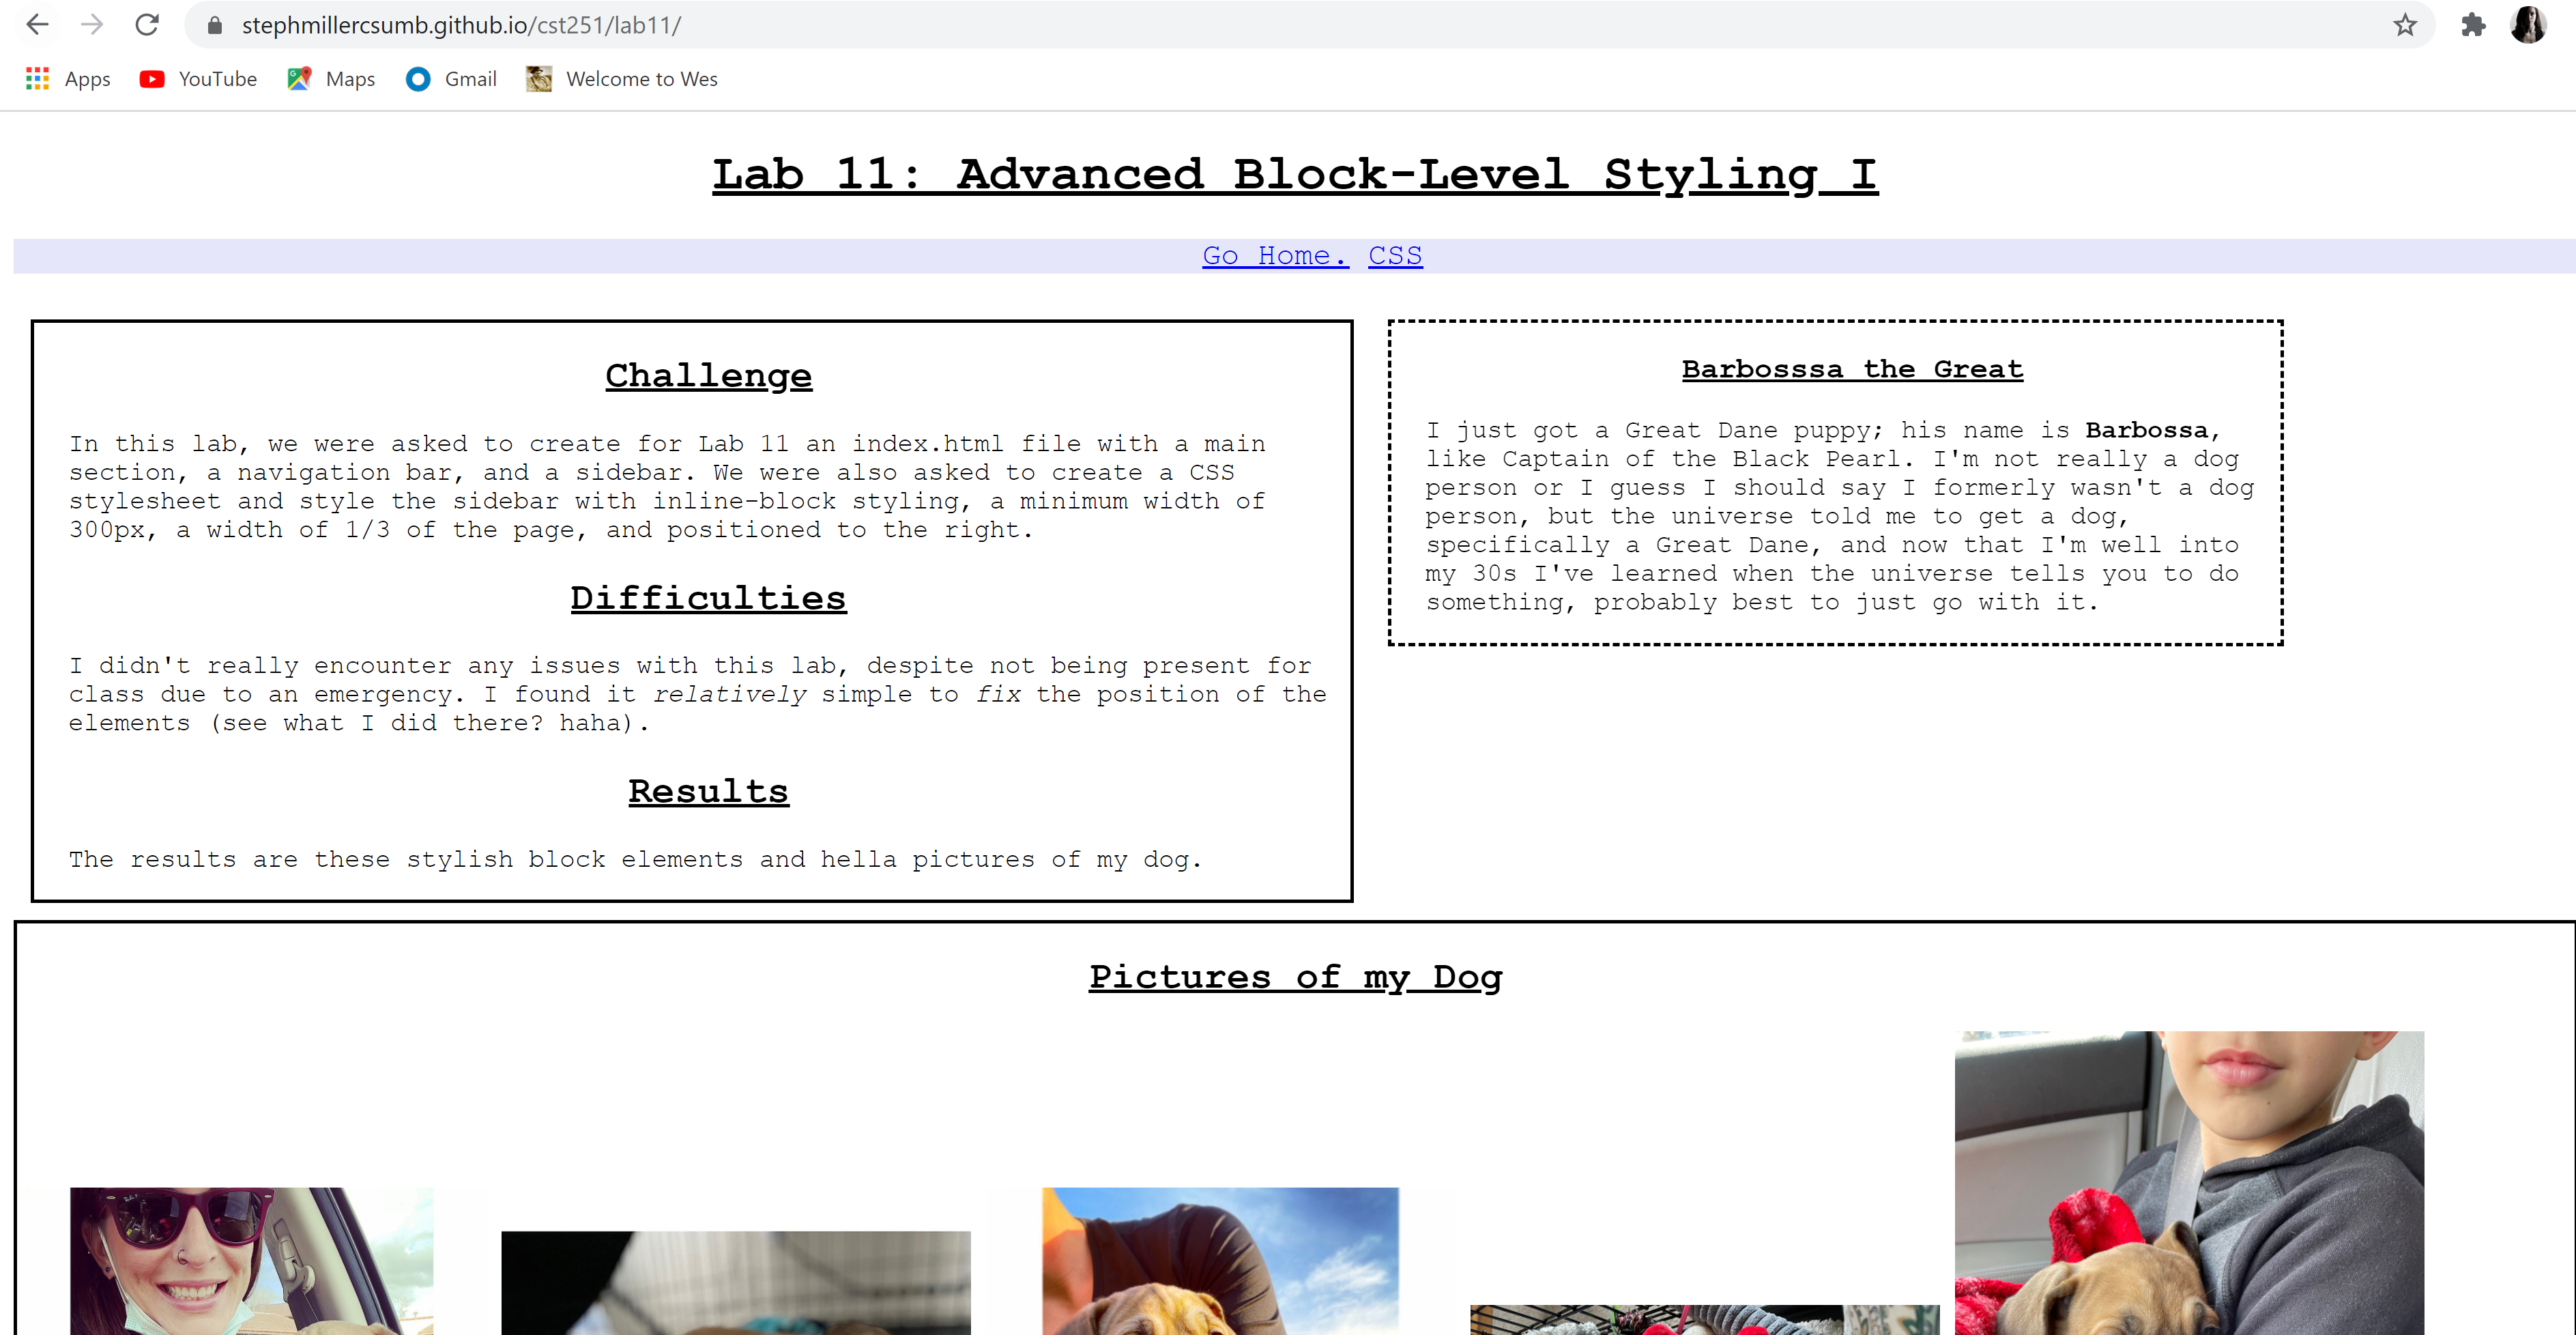 stephmillercsumb.github.io/cst251/lab11/
Apps YouTube Maps Gmail Welcome to Wes
Lab 11: Advanced Block-Level Styling I
Go Home. CSS
Challenge
In this lab, we were asked to create for Lab 11 an index.html file with a main
section, a navigation bar, and a sidebar. We were also asked to create a CSS
stylesheet and style the sidebar with inline-block styling, a minimum width of
300px, a width of 1/3 of the page, and positioned to the right.
Difficulties
I didn't really encounter any issues with this lab, despite not being present for
class due to an emergency. I found it relatively simple to fix the position of the
elements (see what I did there? haha).
Results
The results are these stylish block elements and hella pictures of my dog.
Barbosssa the Great
I just got a Great Dane puppy; his name is Barbossa,
like Captain of the Black Pearl. I'm not really a dog
person or I guess I should say I formerly wasn't a dog
person, but the universe told me to get a dog,
specifically a Great Dane, and now that I'm well into
my 30s I've learned when the universe tells you to do
something, probably best to just go with it.
Pictures of my Dog